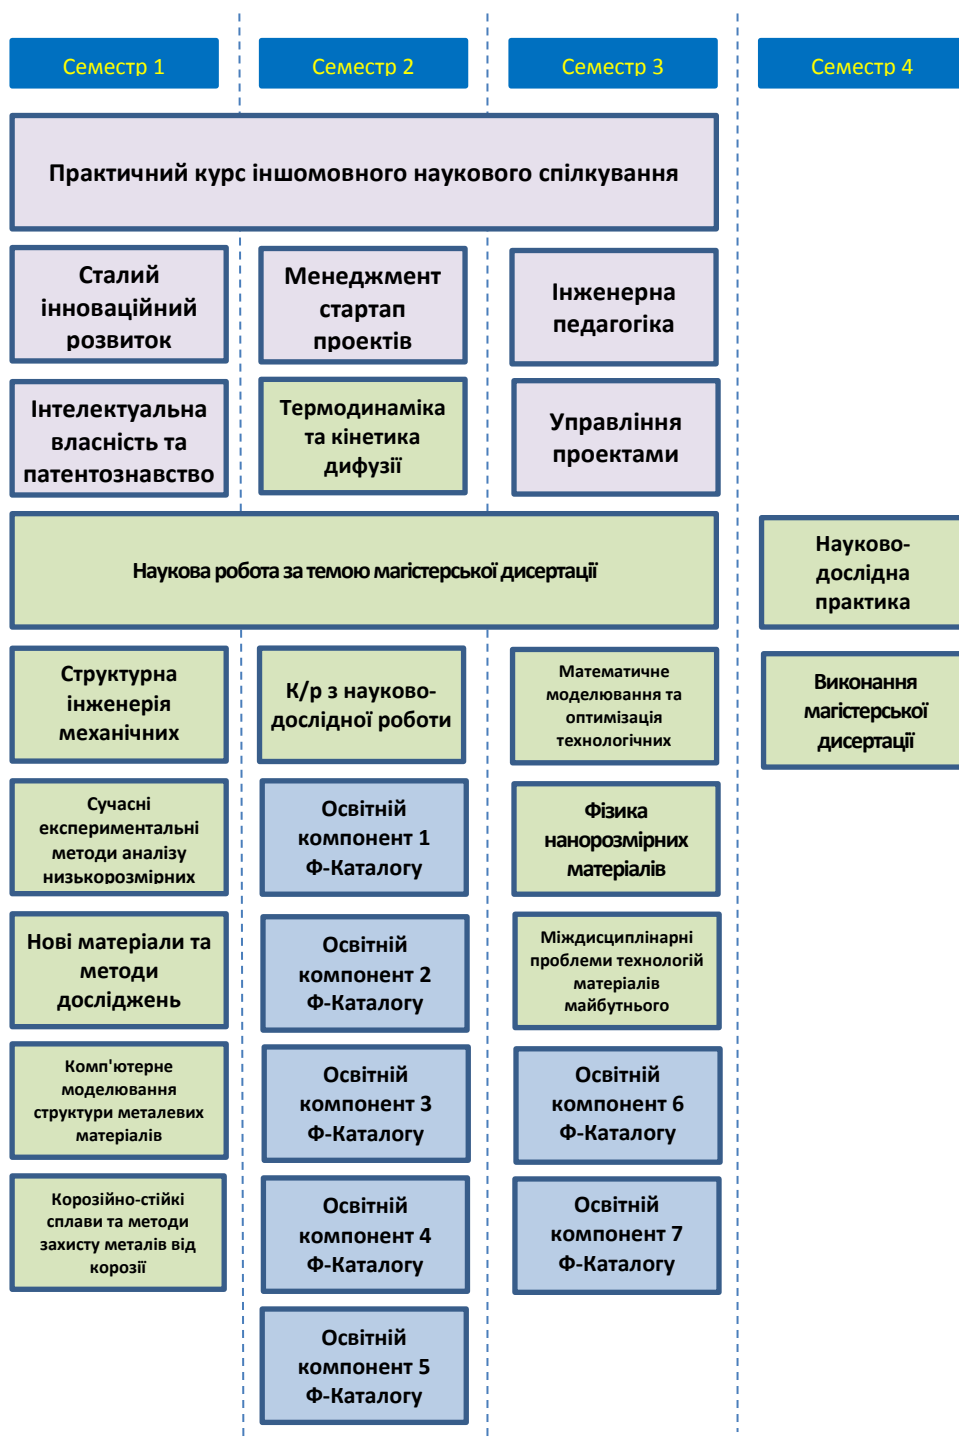 Семестр 1
Семестр 2
Семестр 3
Семестр 4
Практичний курс іншомовного наукового спілкування
Сталий
інноваційний
розвиток
Менеджмент
стартап
проектів
Інженерна
педагогіка
Інтелектуальна
власність та
патентознавство
Термодинаміка
та кінетика
дифузії
Управління
проектами
Наукова робота за темою магістерської дисертації
Науково-
дослідна
практика
Структурна
інженерія
механічних
К/р з науково-
дослідної роботи
Математичне
моделювання та
оптимізація
технологічних
Виконання
магістерської
дисертації
Сучасні
експериментальні
методи аналізу
низькорозмірних
Освітній
компонент 1
Ф-Каталогу
Фізика
нанорозмірних
матеріалів
Нові матеріали та
методи
досліджень
Освітній
компонент 2
Ф-Каталогу
Міждисциплінарні
проблеми технологій
матеріалів
майбутнього
Комп'ютерне
моделювання
структури металевих
матеріалів
Освітній
компонент 3
Ф-Каталогу
Освітній
компонент 6
Ф-Каталогу
Корозійно-стійкі
сплави та методи
захисту металів від
корозії
Освітній
компонент 4
Ф-Каталогу
Освітній
компонент 7
Ф-Каталогу
Освітній
компонент 5
Ф-Каталогу